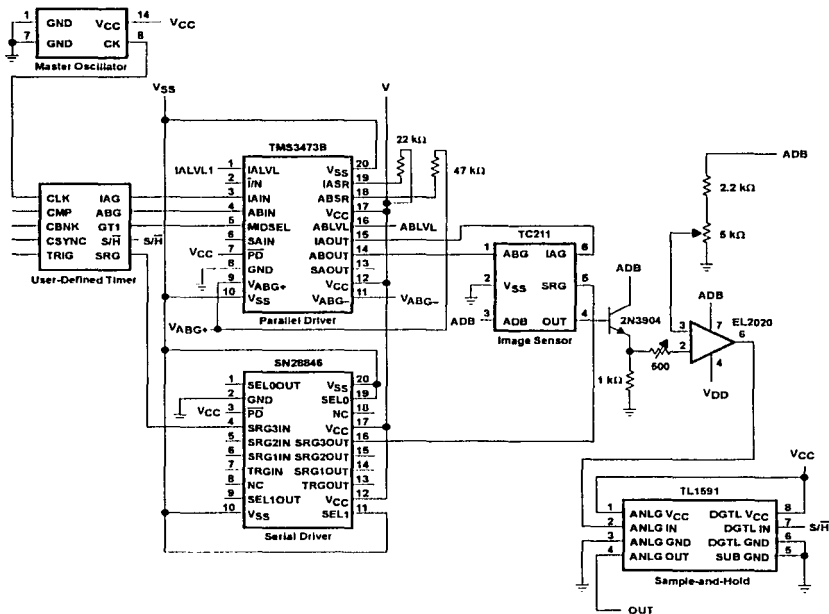 1 GND VCC 14 VCC
7 GND CK 8
Master Oscillator
VSS
V
TMS3473B
22 kΩ
47 kΩ
IALVL1 1 IALVL VSS 20
2 I/N IASR 19
3 IAIN ABSR 18
4 ABIN VCC 17
5 MIDSEL ABLVL 16 ABLVL
6 SAIN IAOUT 15
VCC 7 PD ABOUT 14
8 GND SAOUT 13
9 VABG+ VCC 12
10 VSS VABG– 11 VABG–
Parallel Driver
VABG+
CLK IAG
CMP ABG
CBNK GT1
CSYNC S/H S/H
TRIG SRG
User-Defined Timer
TC211
1 ABG IAG 6
2 VSS SRG 5
ADB 3 ADB OUT 4
Image Sensor
ADB
2N3904
1 kΩ
500
ADB
2.2 kΩ
5 kΩ
ADB
EL2020
3 7 6
2 4
VDD
SN28846
1 SEL0OUT VSS 20
2 GND SEL0 19
VCC 3 PD NC 18
4 SRG3IN VCC 17
5 SRG2IN SRG3OUT 16
6 SRG1IN SRG2OUT 15
7 TRGIN SRG1OUT 14
8 NC TRGOUT 13
9 SEL1OUT VCC 12
10 VSS SEL1 11
Serial Driver
VCC
TL1591
1 ANLG VCC DGTL VCC 8
2 ANLG IN DGTL IN 7 S/H
3 ANLG GND DGTL GND 6
4 ANLG OUT SUB GND 5
Sample-and-Hold
OUT